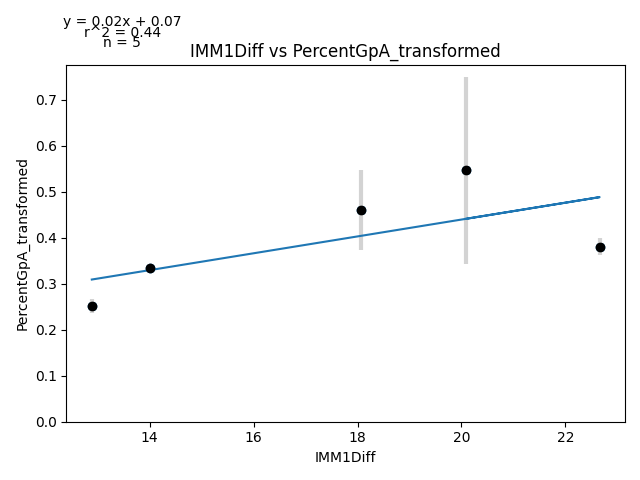 y = 0.02x + 0.07
r^2 = 0.44
n = 5
IMM1Diff vs PercentGpA_transformed
PercentGpA_transformed
0.7
0.6
0.5
0.4
0.3
0.2
0.1
0.0
14 16 18 20 22
IMM1Diff